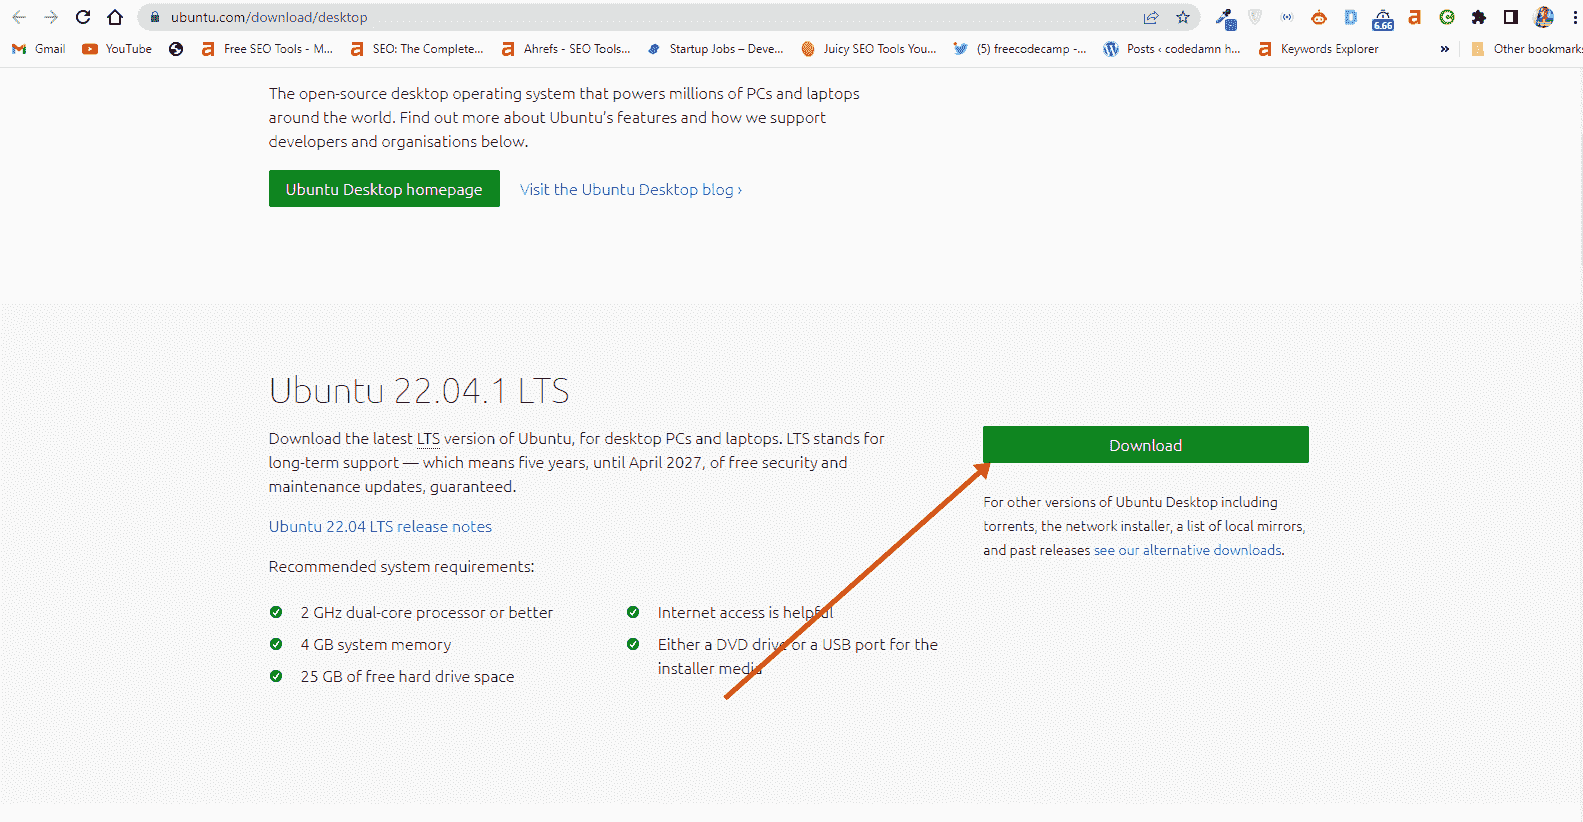 ubuntu.com/download/desktop
6.66
Gmail YouTube Free SEO Tools - M... SEO: The Complete... Ahrefs - SEO Tools... Startup Jobs – Deve... Juicy SEO Tools You... (5) freecodecamp -... Posts ‹ codedamn h... Keywords Explorer » Other bookmarks
The open-source desktop operating system that powers millions of PCs and laptops
around the world. Find out more about Ubuntu's features and how we support
developers and organisations below.
Ubuntu Desktop homepage Visit the Ubuntu Desktop blog ›
Ubuntu 22.04.1 LTS
Download the latest LTS version of Ubuntu, for desktop PCs and laptops. LTS stands for
long-term support — which means five years, until April 2027, of free security and
maintenance updates, guaranteed.
Ubuntu 22.04 LTS release notes
Recommended system requirements:
2 GHz dual-core processor or better
4 GB system memory
25 GB of free hard drive space
Internet access is helpful
Either a DVD drive or a USB port for the
installer media
Download
For other versions of Ubuntu Desktop including
torrents, the network installer, a list of local mirrors,
and past releases see our alternative downloads.